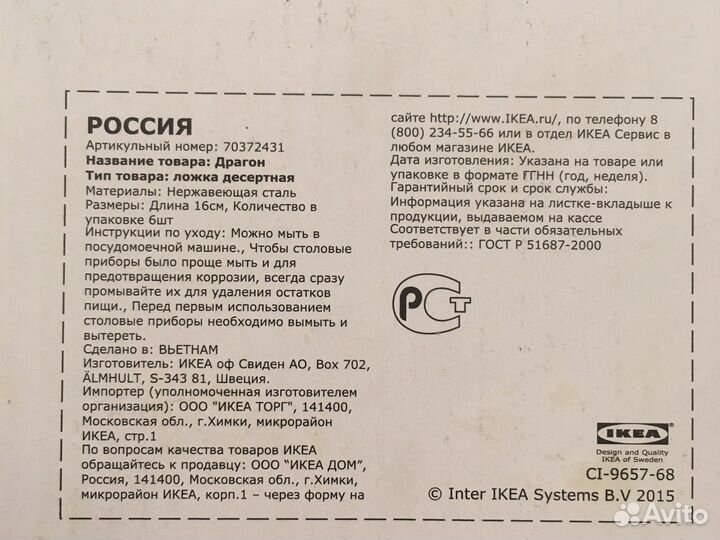 РОССИЯ
Артикульный номер: 70372431
Название товара: Драгон
Тип товара: ложка десертная
Материалы: Нержавеющая сталь
Размеры: Длина 16см, Количество в
упаковке 6шт
Инструкции по уходу: Можно мыть в
посудомоечной машине., Чтобы столовые
приборы было проще мыть и для
предотвращения коррозии, всегда сразу
промывайте их для удаления остатков
пищи., Перед первым использованием
столовые приборы необходимо вымыть и
вытереть.
Сделано в: ВЬЕТНАМ
Изготовитель: ИКЕА оф Свиден АО, Box 702,
ÄLMHULT, S-343 81, Швеция.
Импортер (уполномоченная изготовителем
организация): ООО "ИКЕА ТОРГ", 141400,
Московская обл., г.Химки, микрорайон
ИКЕА, стр.1
По вопросам качества товаров ИКЕА
обращайтесь к продавцу: ООО "ИКЕА ДОМ",
Россия, 141400, Московская обл., г.Химки,
микрорайон ИКЕА, корп.1 – через форму на
сайте http://www.IKEA.ru/, по телефону 8
(800) 234-55-66 или в отдел ИКЕА Сервис в
любом магазине ИКЕА.
Дата изготовления: Указана на товаре или
упаковке в формате ГГНН (год, неделя).
Гарантийный срок и срок службы:
Информация указана на листке-вкладыше к
продукции, выдаваемом на кассе
Соответствует в части обязательных
требований:: ГОСТ Р 51687-2000
РСТ
IKEA
Design and Quality
IKEA of Sweden
CI-9657-68
© Inter IKEA Systems B.V 2015
Avito